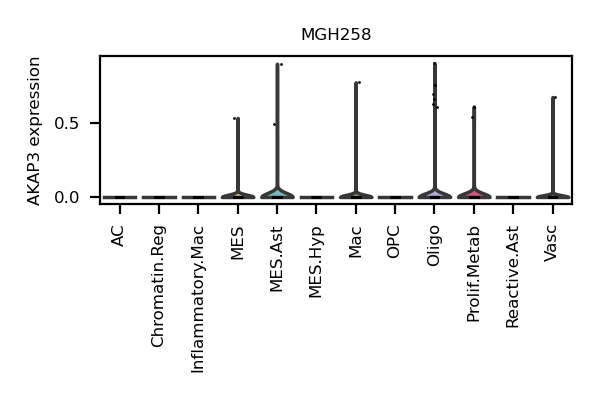 MGH258
AKAP3 expression
0.5
0.0
AC
Chromatin.Reg
Inflammatory.Mac
MES
MES.Ast
MES.Hyp
Mac
OPC
Oligo
Prolif.Metab
Reactive.Ast
Vasc